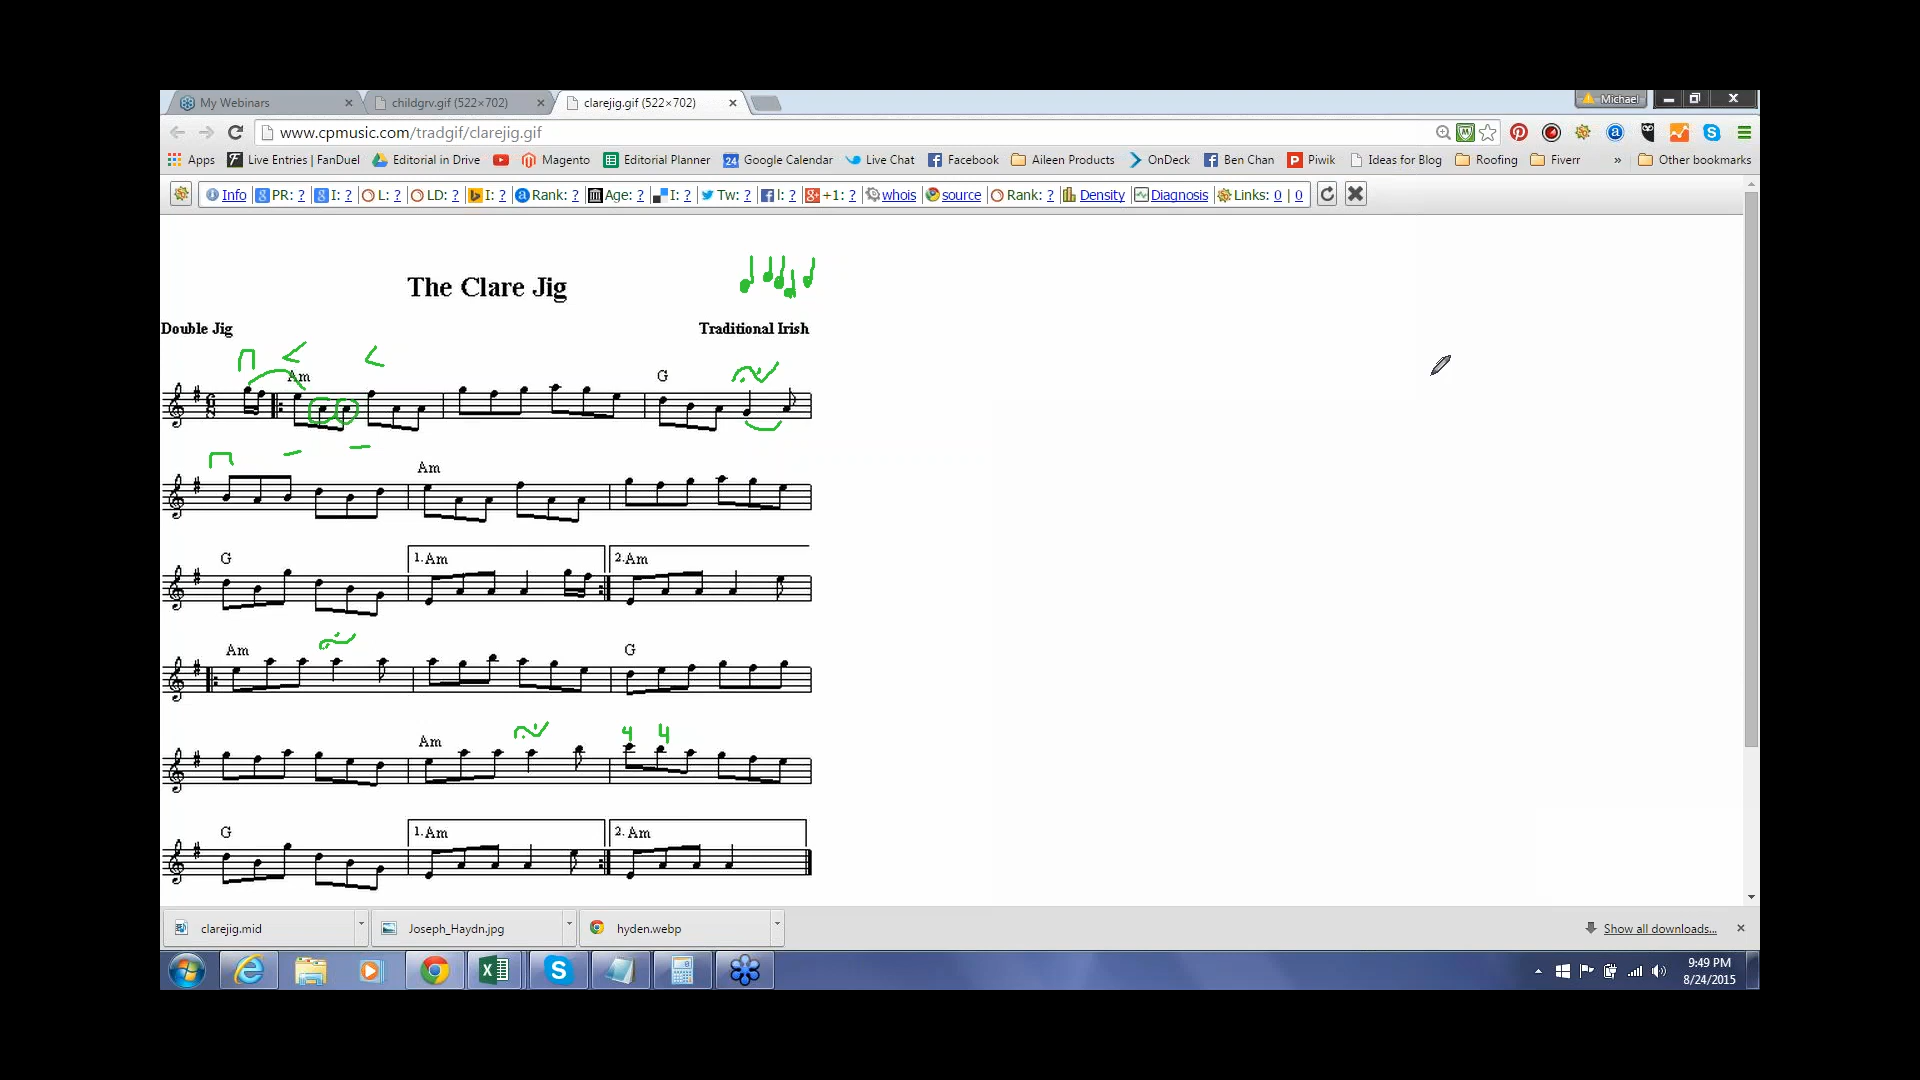 My Webinars
childgrv.gif (522×702)
clarejig.gif (522×702)
Michael
www.cpmusic.com/tradgif/clarejig.gif
Apps Live Entries | FanDuel Editorial in Drive Magento Editorial Planner 24 Google Calendar Live Chat Facebook Aileen Products OnDeck Ben Chan Piwik Ideas for Blog Roofing Fiverr » Other bookmarks
Info PR: ? I: ? L: ? LD: ? I: ? Rank: ? Age: ? I: ? Tw: ? l: ? +1: ? whois source Rank: ? Density Diagnosis Links: 0 | 0
The Clare Jig
Double Jig Traditional Irish
Am G
6
8
Am
G 1. Am 2. Am
Am G
4 4
Am
G 1. Am 2. Am
clarejig.mid Joseph_Haydn.jpg hyden.webp Show all downloads...
9:49 PM
8/24/2015